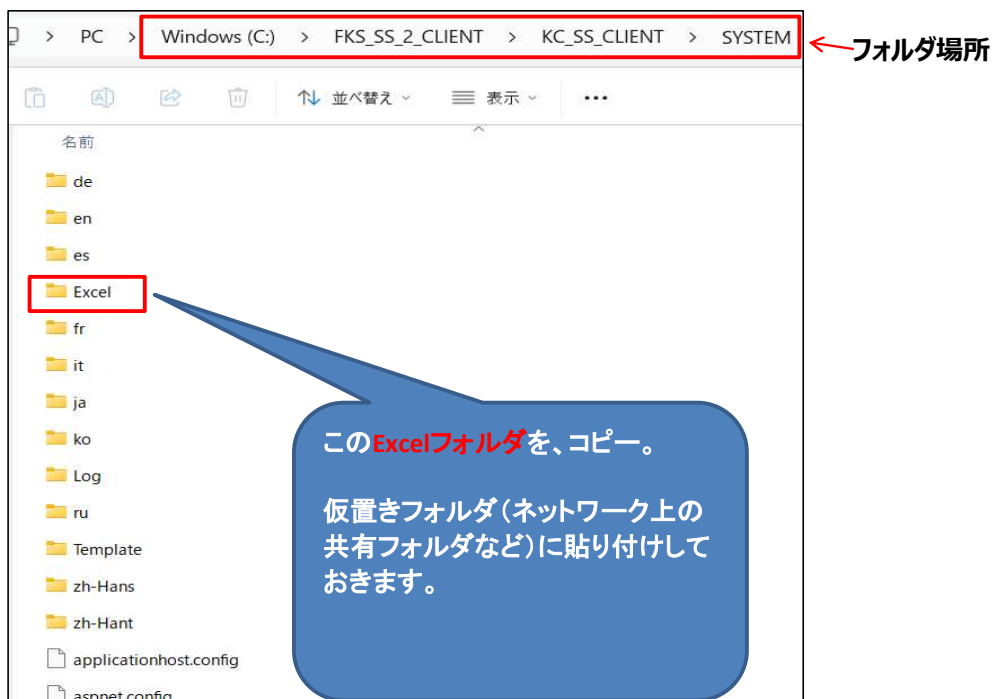 PC > Windows (C:) > FKS_SS_2_CLIENT > KC_SS_CLIENT > SYSTEM
フォルダ場所
並べ替え 表示 •••
名前
de
en
es
Excel
fr
it
ja
ko
Log
ru
Template
zh-Hans
zh-Hant
applicationhost.config
aspnet.config
このExcelフォルダを、コピー。
仮置きフォルダ（ネットワーク上の
共有フォルダなど）に貼り付けして
おきます。